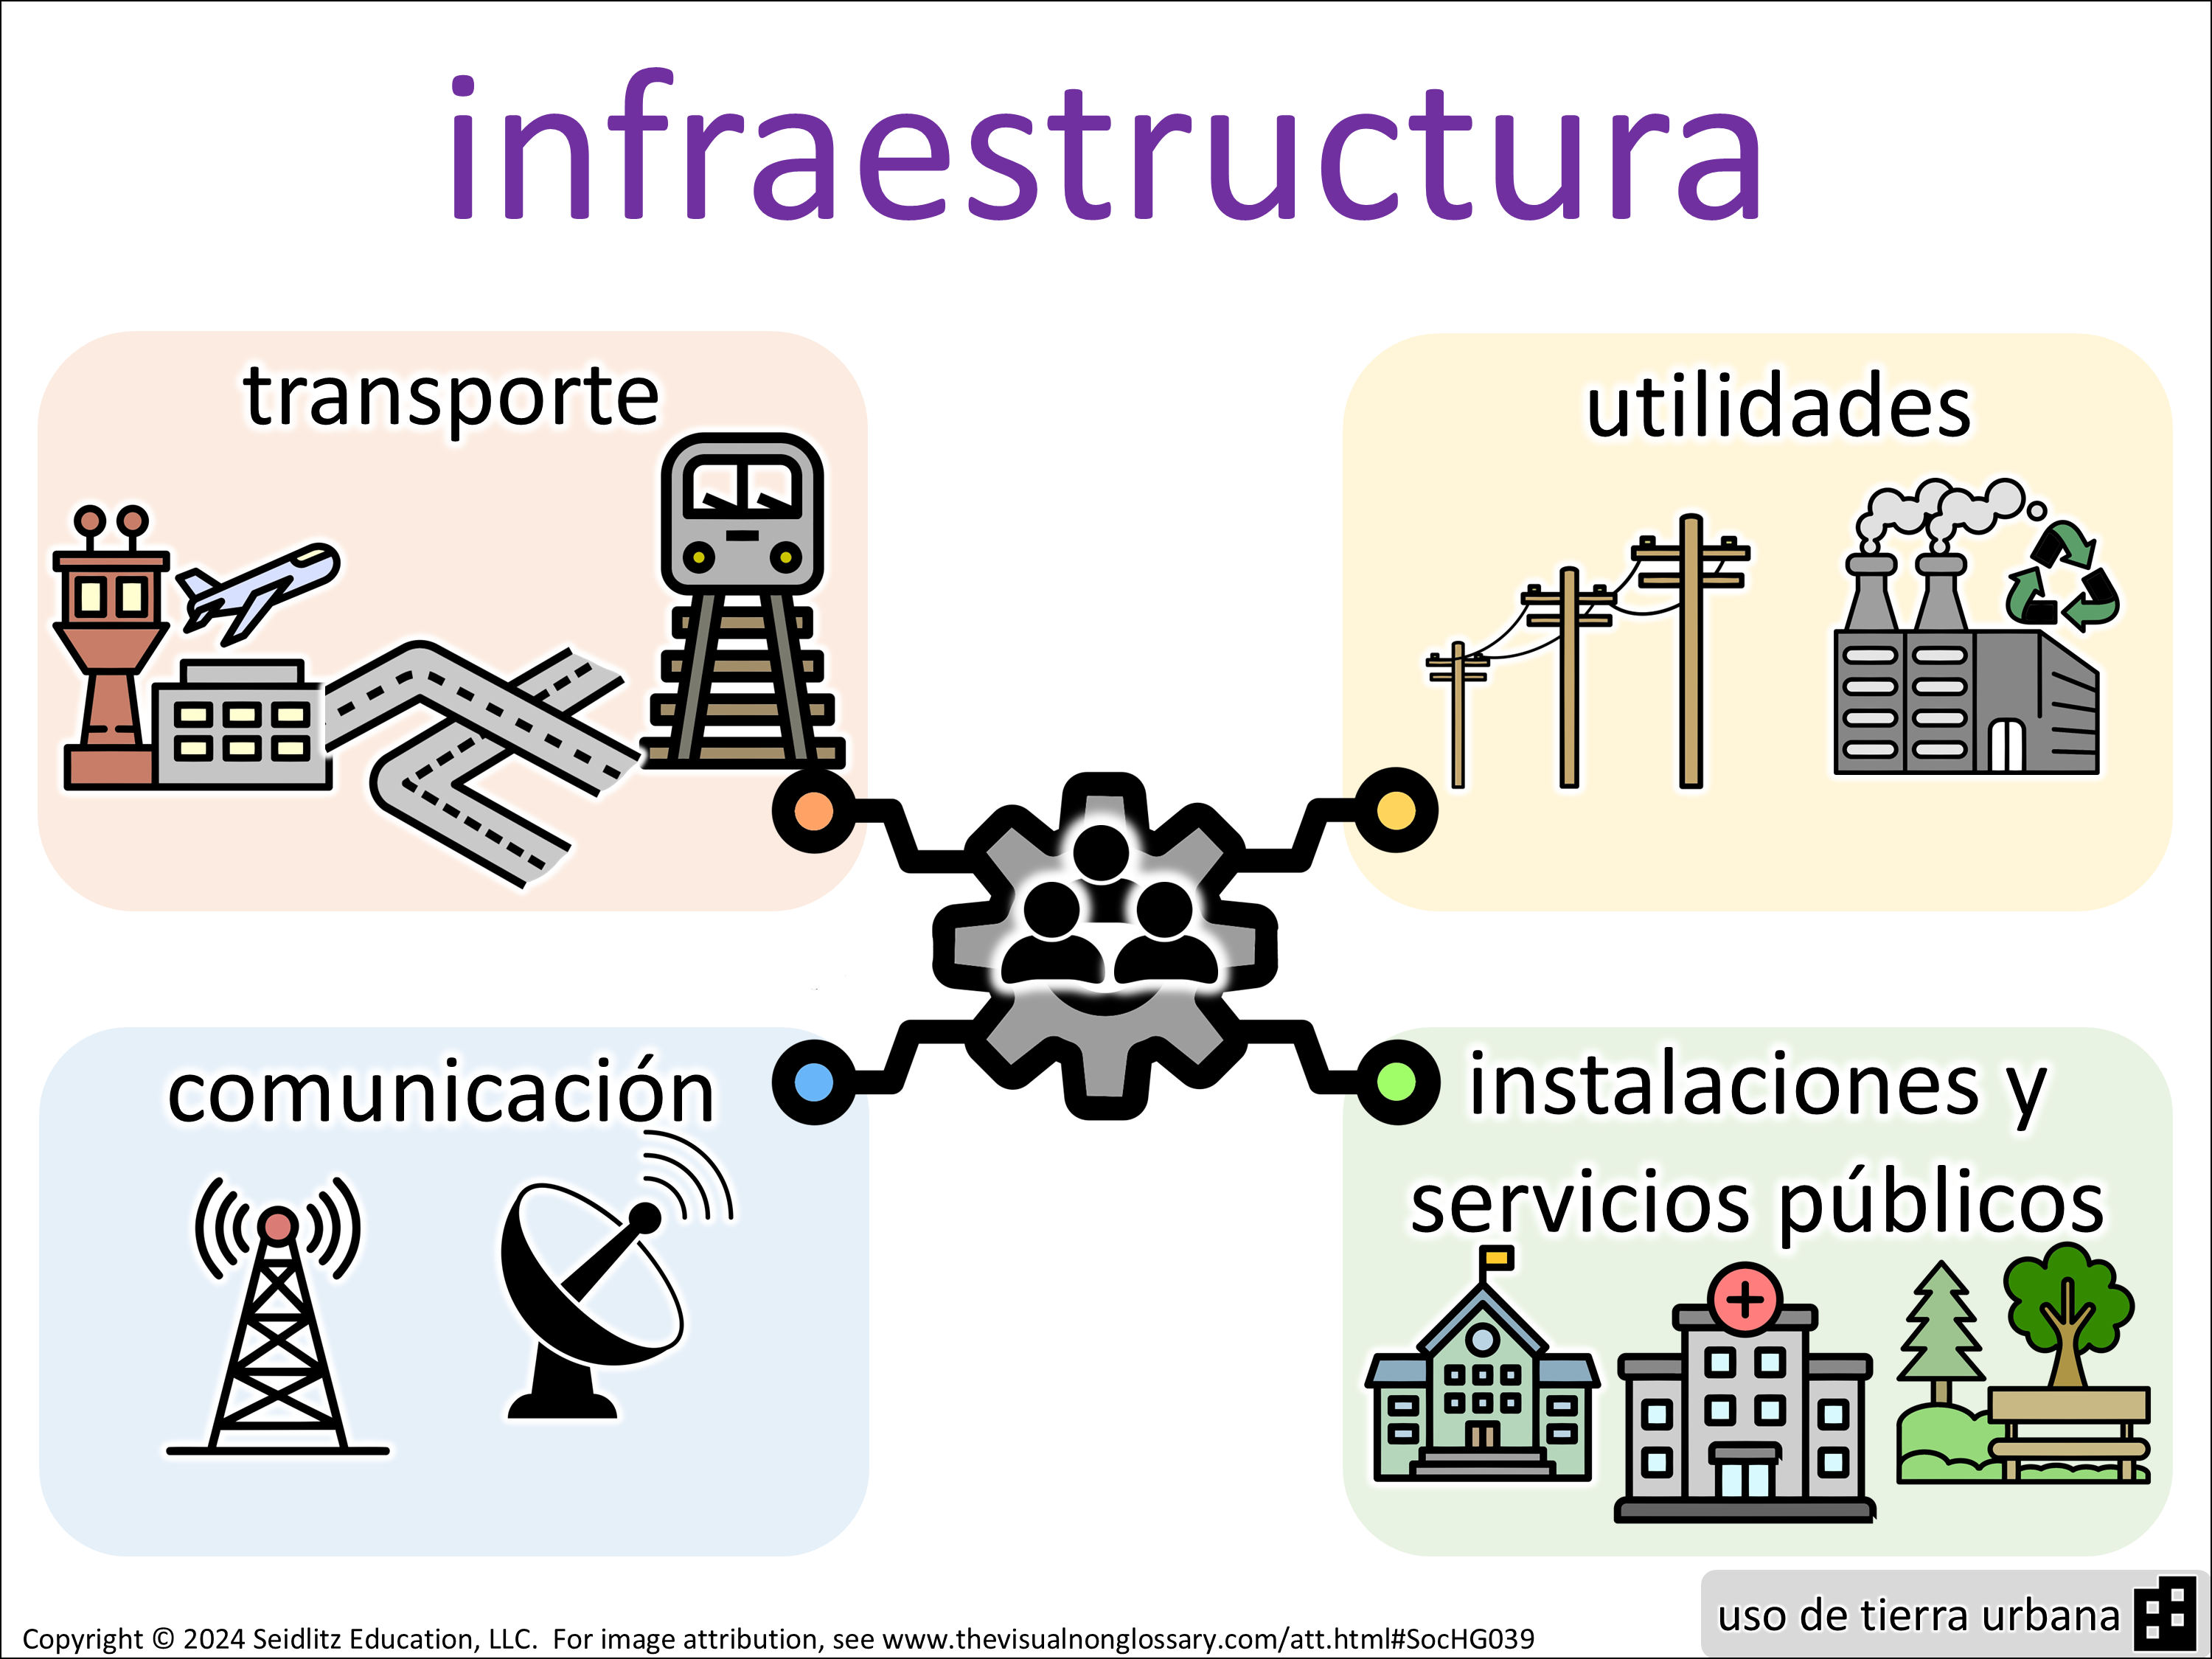 infraestructura
transporte
utilidades
comunicación
instalaciones y
servicios públicos
uso de tierra urbana
Copyright © 2024 Seidlitz Education, LLC.  For image attribution, see www.thevisualnonglossary.com/att.html#SocHG039